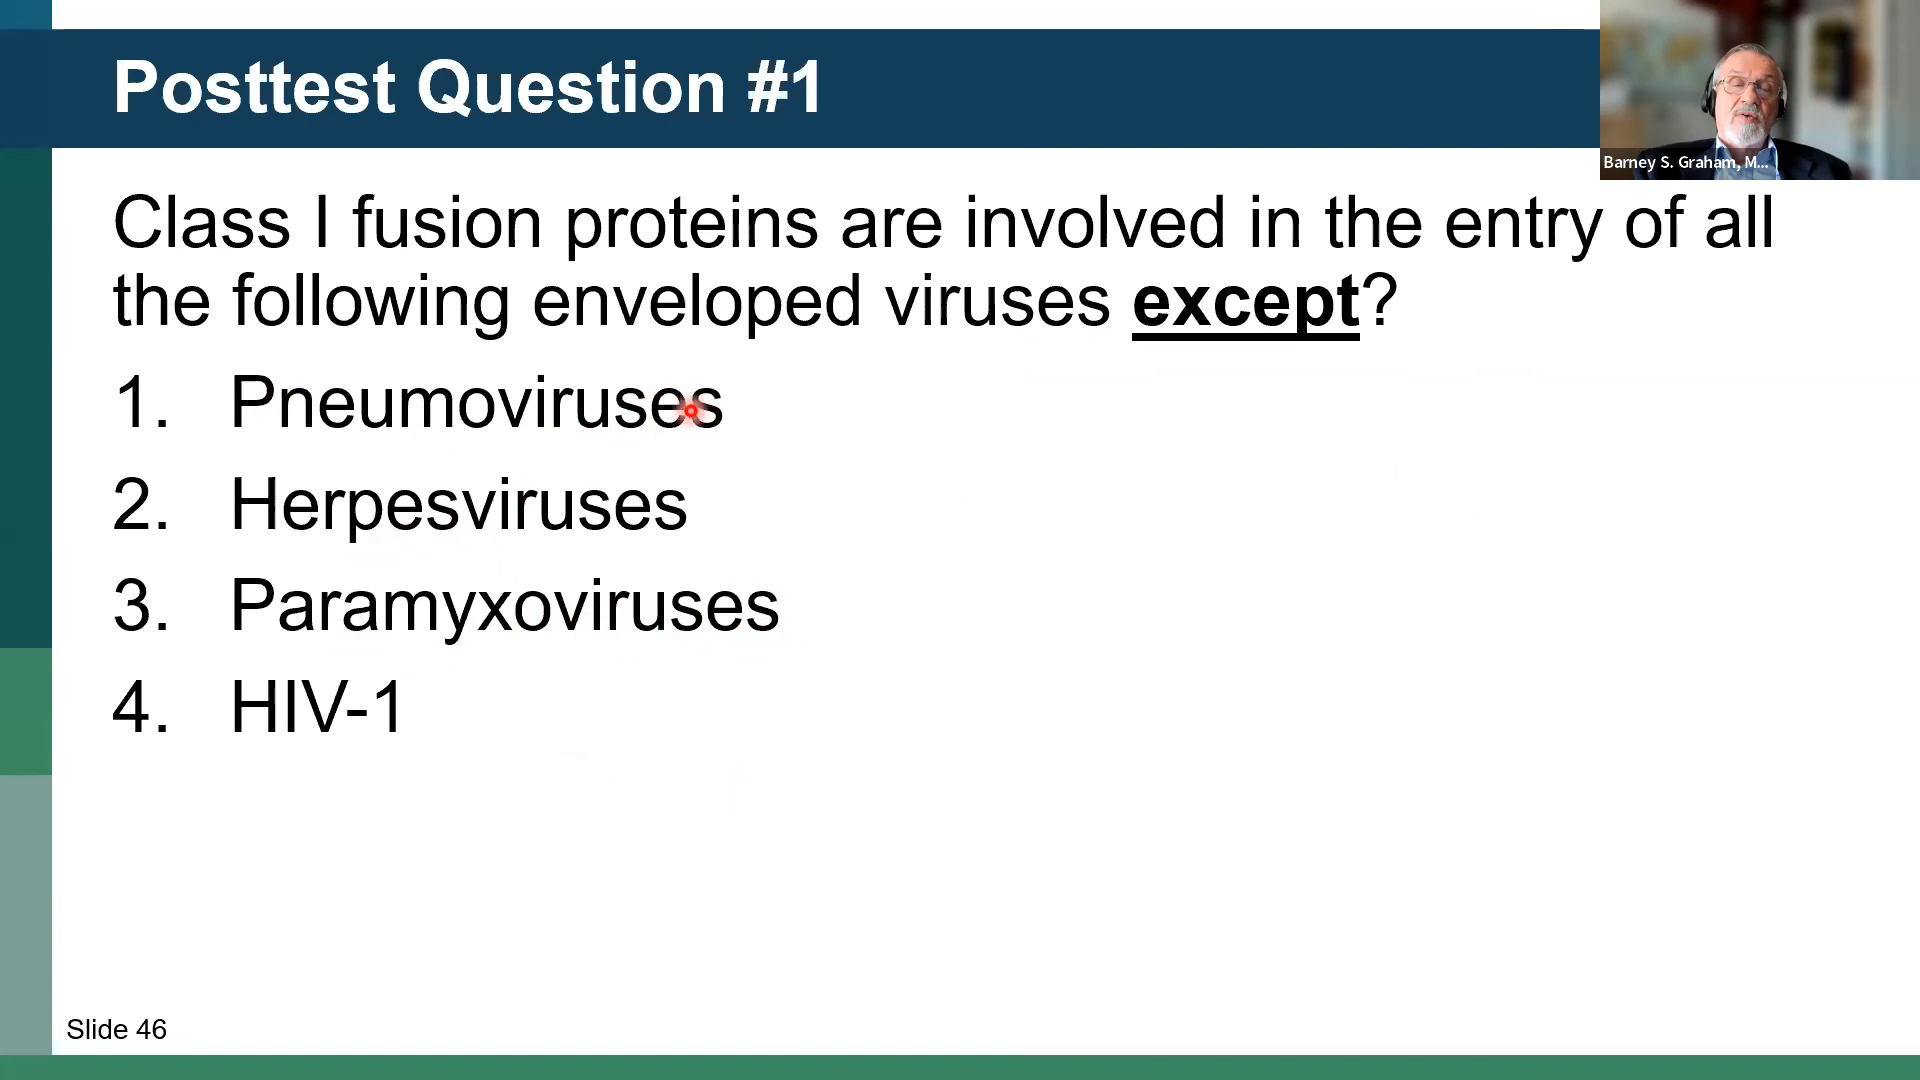 Posttest Question #1
Barney S. Graham, M...
Class I fusion proteins are involved in the entry of all
the following enveloped viruses except?
1. Pneumoviruses
2. Herpesviruses
3. Paramyxoviruses
4. HIV-1
Slide 46